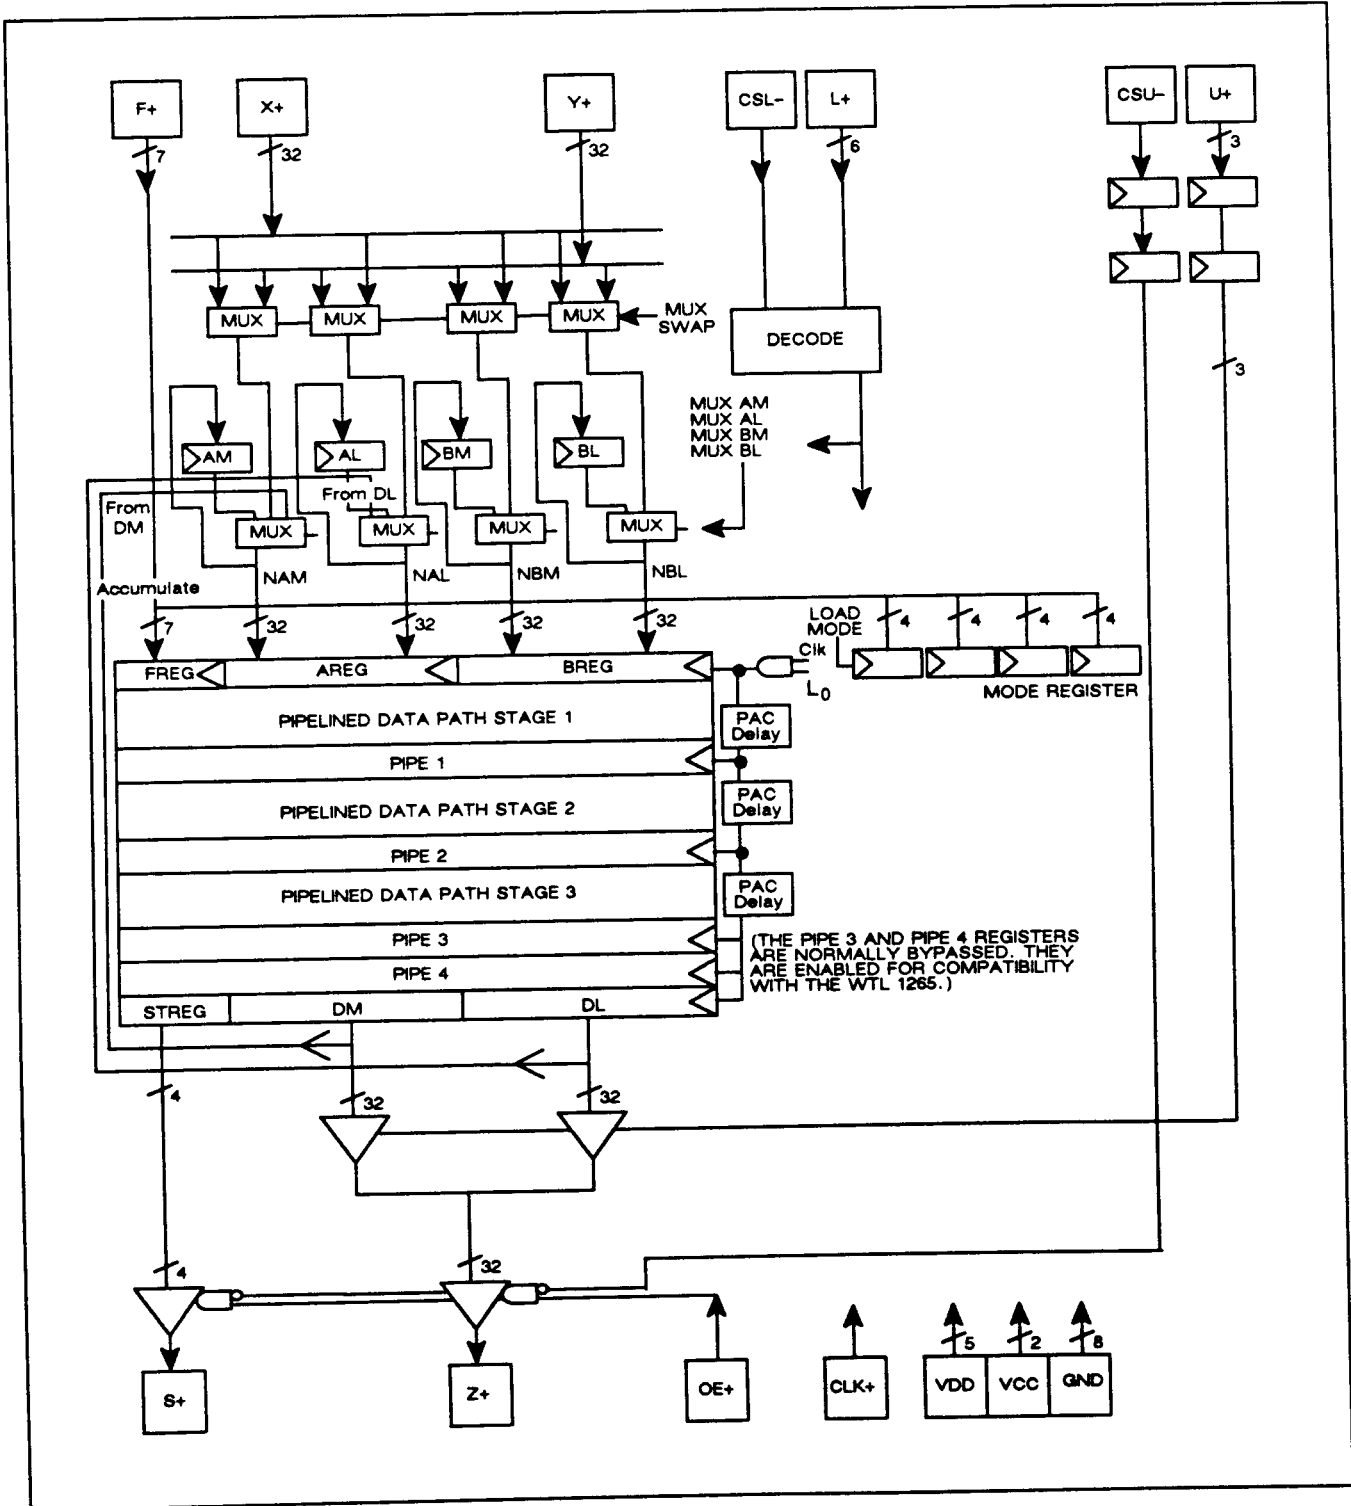 F+
X+
Y+
CSL-
L+
CSU-
U+
7
32
32
6
3
MUX
MUX
MUX
MUX
MUX
SWAP
DECODE
3
MUX AM
MUX AL
MUX BM
MUX BL
AM
AL
BM
BL
From
DM
From DL
MUX
MUX
MUX
MUX
NAM
NAL
NBM
NBL
Accumulate
7
32
32
32
32
LOAD
MODE
4
4
4
4
Clk
L0
FREG
AREG
BREG
MODE REGISTER
PIPELINED DATA PATH STAGE 1
PAC
Delay
PIPE 1
PIPELINED DATA PATH STAGE 2
PAC
Delay
PIPE 2
PIPELINED DATA PATH STAGE 3
PAC
Delay
PIPE 3
PIPE 4
(THE PIPE 3 AND PIPE 4 REGISTERS
ARE NORMALLY BYPASSED. THEY
ARE ENABLED FOR COMPATIBILITY
WITH THE WTL 1265.)
STREG
DM
DL
4
32
32
4
32
5
2
8
S+
Z+
OE+
CLK+
VDD
VCC
GND